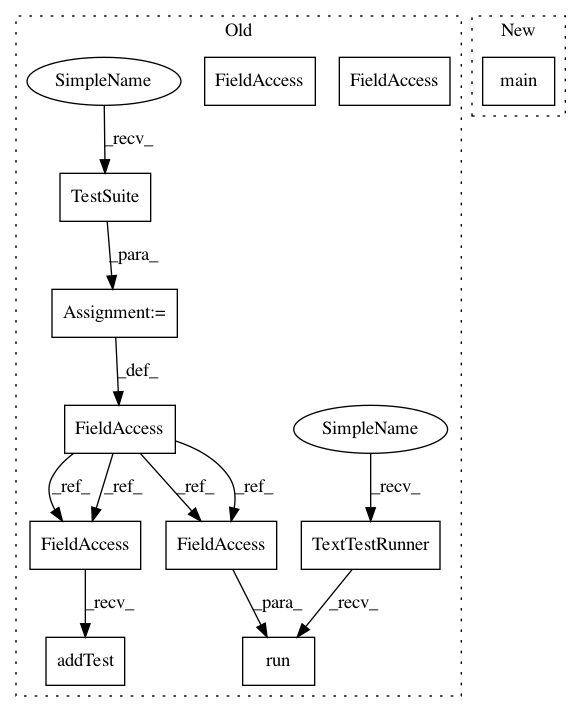 Old
New
SimpleName
FieldAccess
FieldAccess
main
_recv_
TestSuite
_para_
Assignment:=
_def_
FieldAccess
SimpleName
_ref_
_ref_
_ref_
_ref_
_recv_
FieldAccess
FieldAccess
TextTestRunner
_recv_
_para_
_recv_
addTest
run